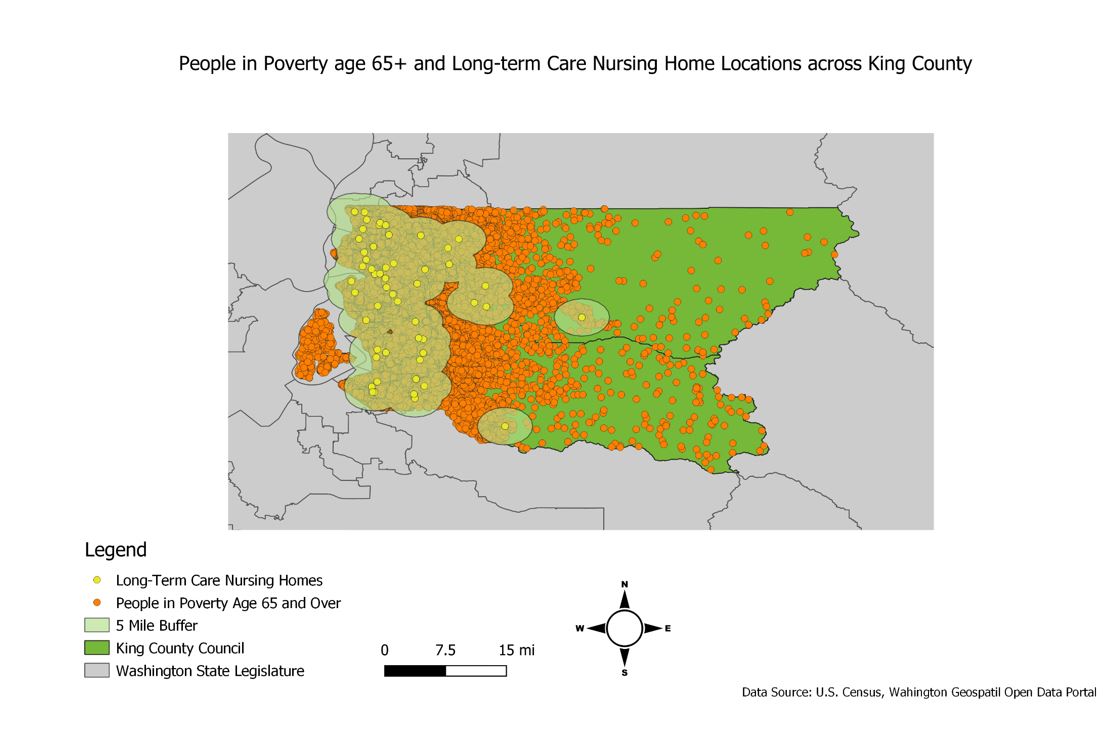 People in Poverty age 65+ and Long-term Care Nursing Home Locations across King County
Legend
Long-Term Care Nursing Homes
People in Poverty Age 65 and Over
5 Mile Buffer
King County Council
Washington State Legislature
0 7.5 15 mi
N
W E
S
Data Source: U.S. Census, Wahington Geospatil Open Data Portal